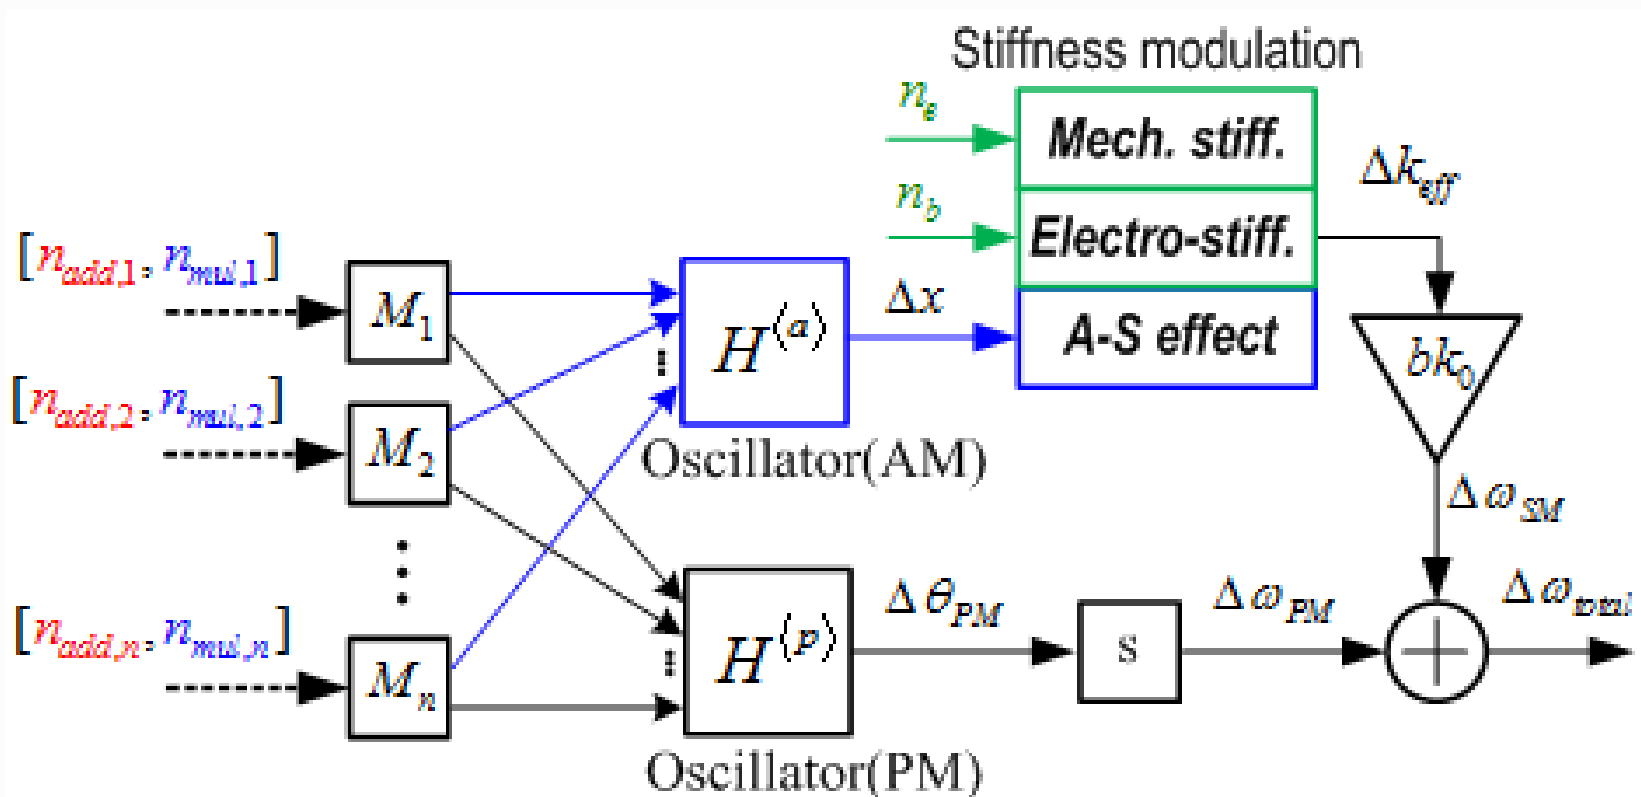 Stiffness modulation
n_e
Mech. stiff.
Δk_eff
n_b
Electro-stiff.
[n_add,1, n_mul,1]
M_1
H^(a)
Δx
A-S effect
bk_0
[n_add,2, n_mul,2]
M_2
Oscillator(AM)
Δω_SM
[n_add,n, n_mul,n]
M_n
H^(p)
Δθ_PM
s
Δω_PM
Δω_total
Oscillator(PM)